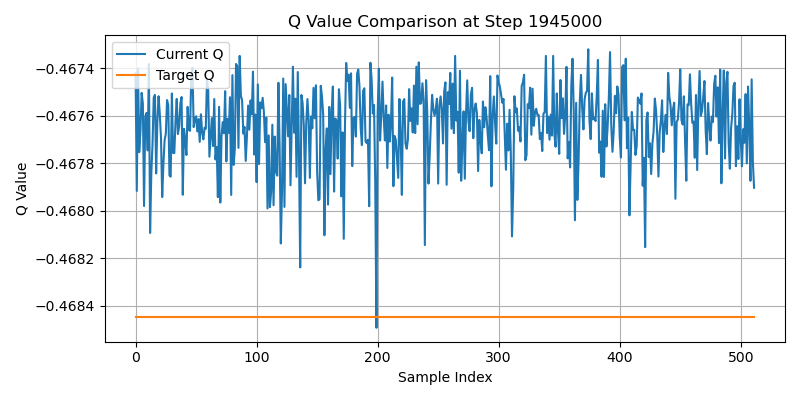 Q Value Comparison at Step 1945000
Current Q
Target Q
−0.4674
−0.4676
−0.4678
−0.4680
−0.4682
−0.4684
Q Value
0
100
200
300
400
500
Sample Index